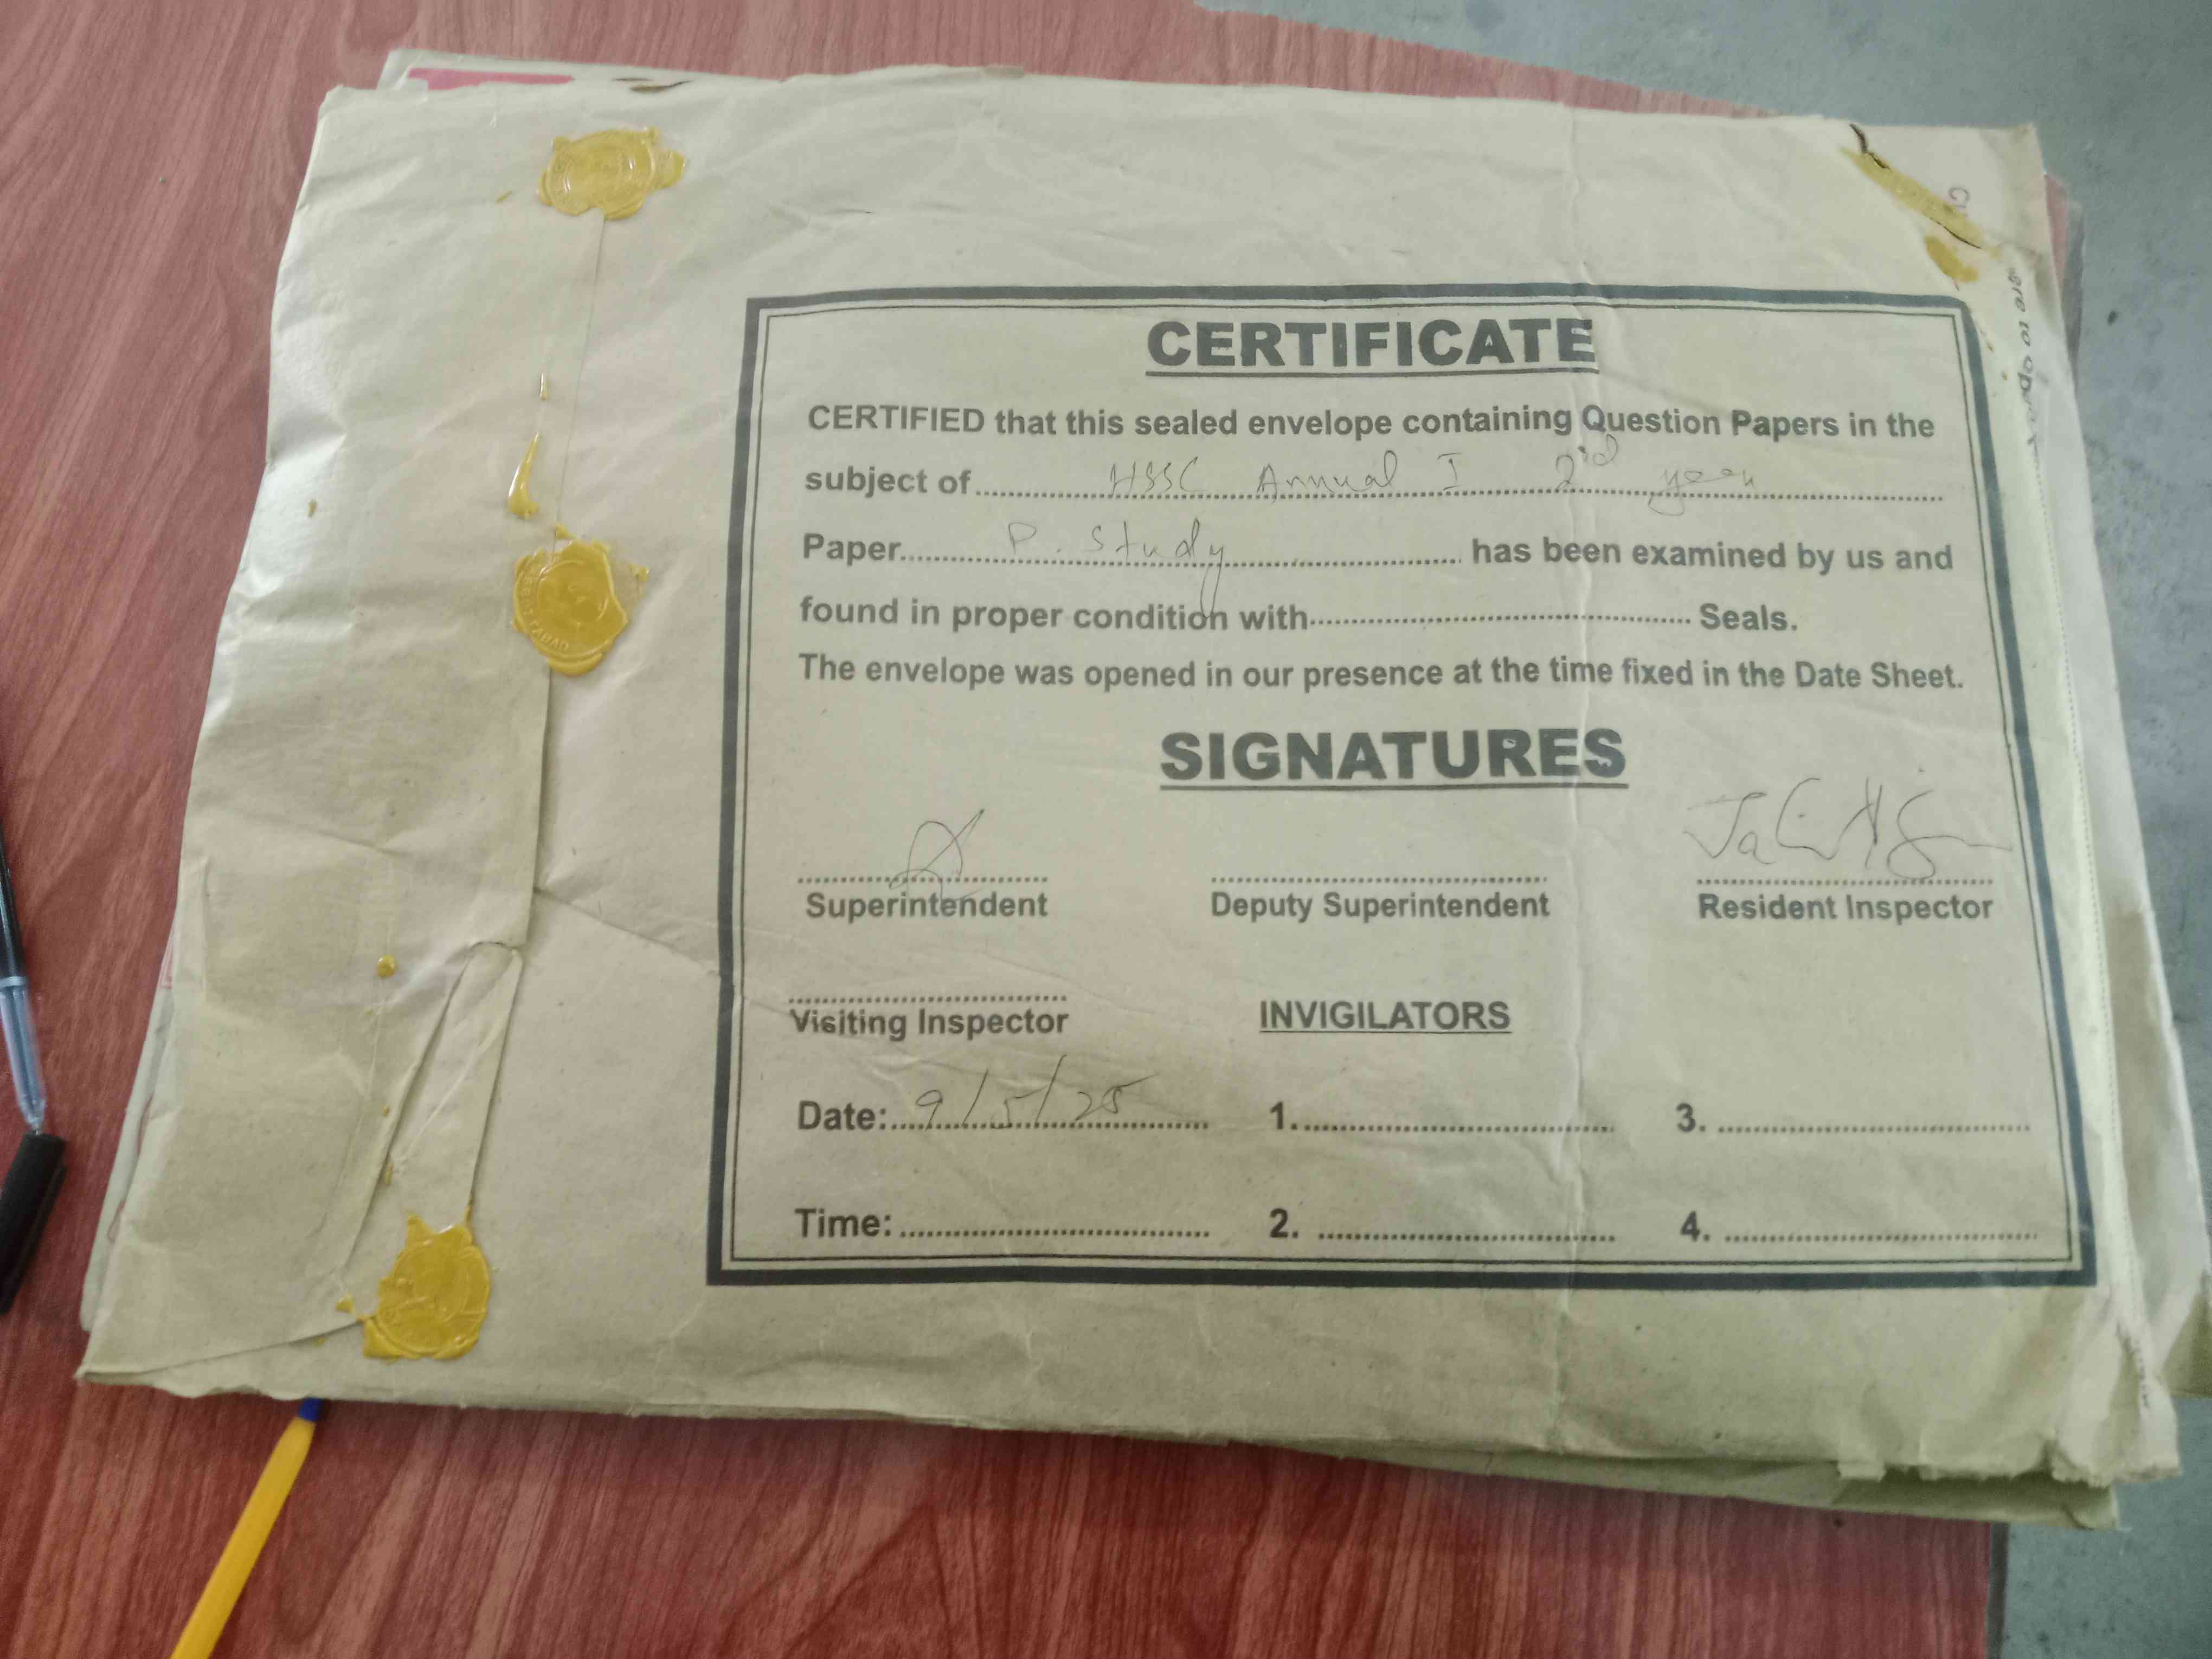 CERTIFICATE
CERTIFIED that this sealed envelope containing Question Papers in the
subject of HSSC Annual I 2nd year
Paper P. Study has been examined by us and
found in proper condition with Seals.
The envelope was opened in our presence at the time fixed in the Date Sheet.
SIGNATURES
Superintendent Deputy Superintendent Resident Inspector
Visiting Inspector INVIGILATORS
Date: 9/5/25 1. 3.
Time: 2. 4.